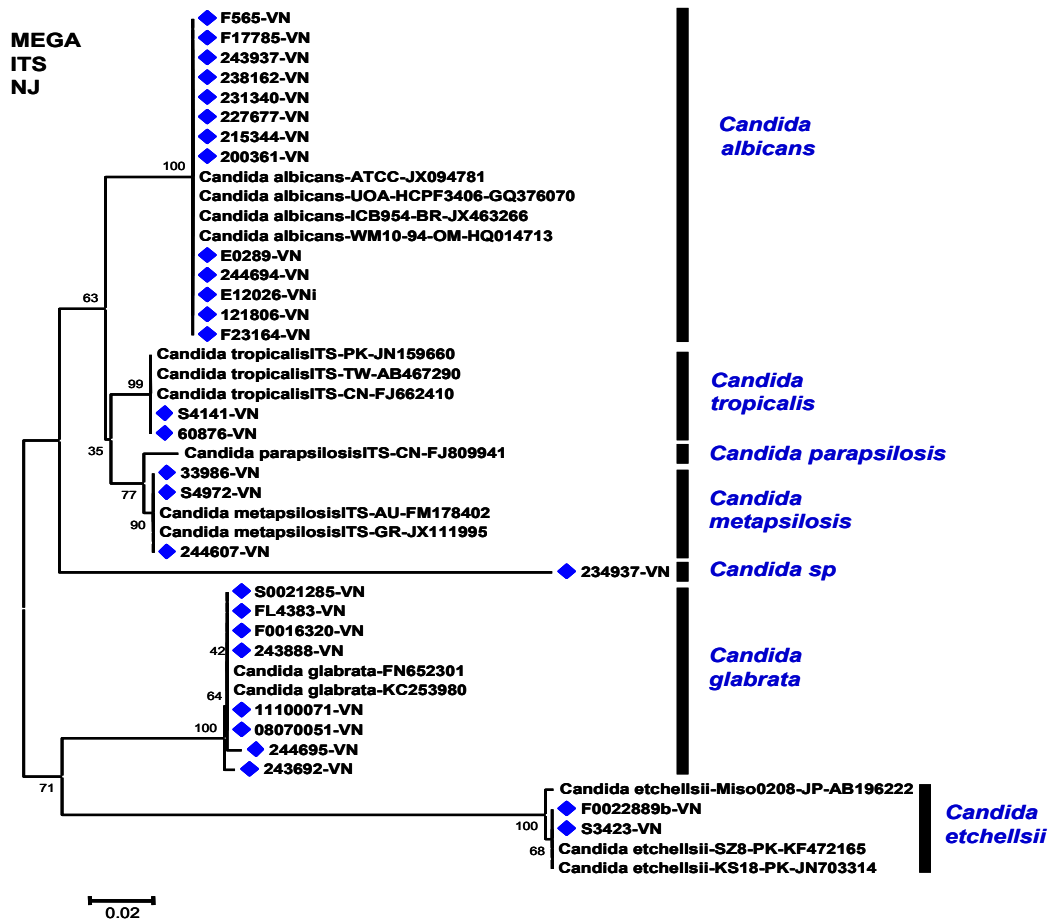 MEGA
ITS
NJ
F565-VN
F17785-VN
243937-VN
238162-VN
231340-VN
227677-VN
215344-VN
200361-VN
100
Candida albicans-ATCC-JX094781
Candida albicans-UOA-HCPF3406-GQ376070
Candida albicans-ICB954-BR-JX463266
Candida albicans-WM10-94-OM-HQ014713
E0289-VN
244694-VN
E12026-VNi
121806-VN
F23164-VN
Candida
albicans
63
Candida tropicalisITS-PK-JN159660
Candida tropicalisITS-TW-AB467290
99
Candida tropicalisITS-CN-FJ662410
S4141-VN
60876-VN
Candida
tropicalis
35
Candida parapsilosisITS-CN-FJ809941
Candida parapsilosis
33986-VN
77
S4972-VN
Candida metapsilosisITS-AU-FM178402
90
Candida metapsilosisITS-GR-JX111995
244607-VN
Candida
metapsilosis
234937-VN
Candida sp
S0021285-VN
FL4383-VN
F0016320-VN
42
243888-VN
Candida glabrata-FN652301
64
Candida glabrata-KC253980
11100071-VN
100
08070051-VN
244695-VN
243692-VN
Candida
glabrata
71
Candida etchellsii-Miso0208-JP-AB196222
F0022889b-VN
100
S3423-VN
68
Candida etchellsii-SZ8-PK-KF472165
Candida etchellsii-KS18-PK-JN703314
Candida
etchellsii
0.02